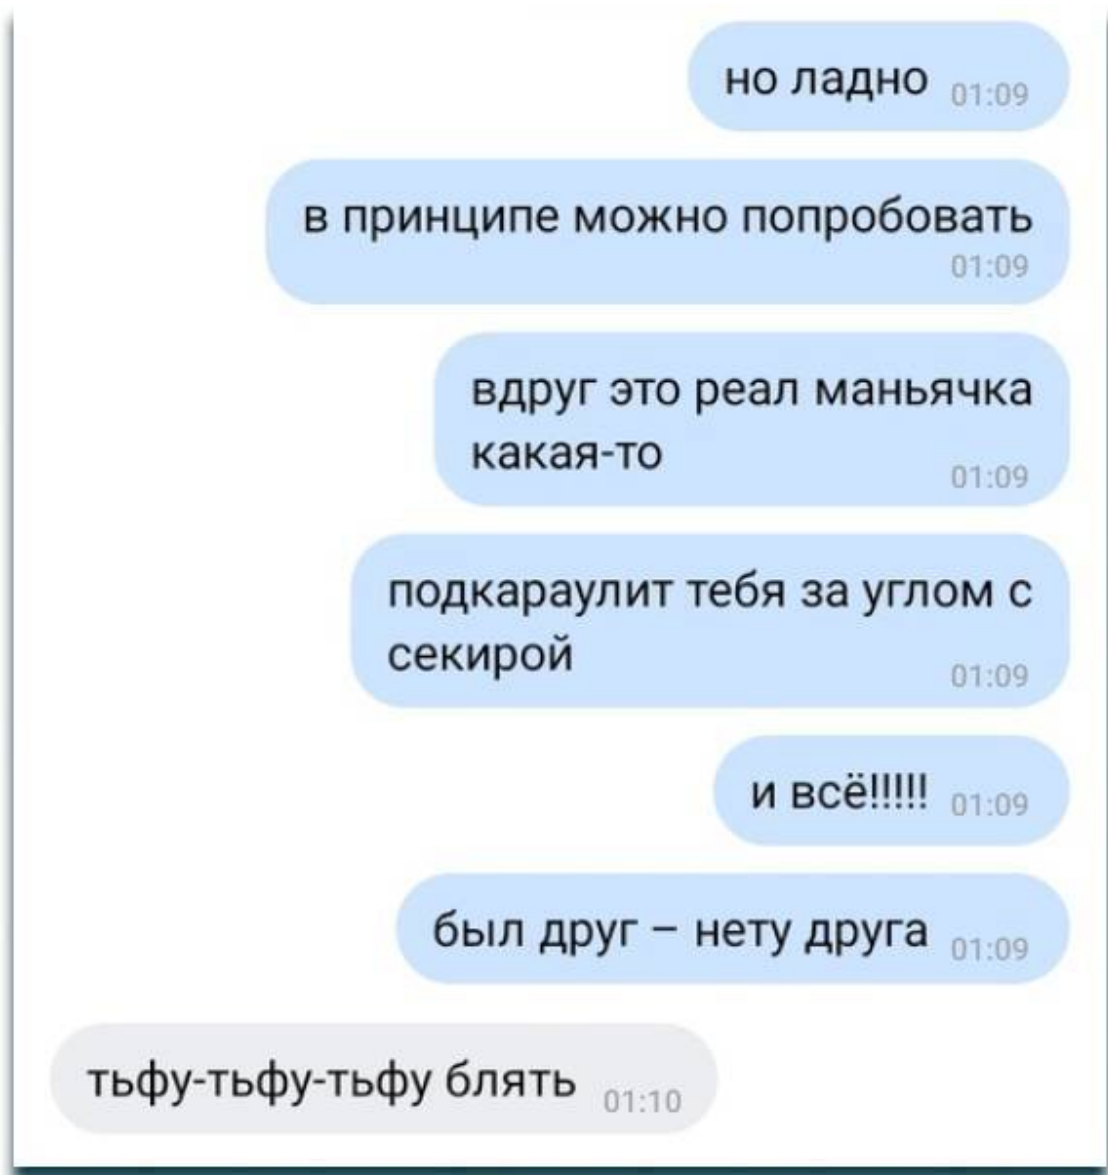 но ладно 01:09
в принципе можно попробовать
01:09
вдруг это реал маньячка
какая-то 01:09
подкараулит тебя за углом с
секирой 01:09
и всё!!!!! 01:09
был друг – нету друга 01:09
тьфу-тьфу-тьфу блять 01:10